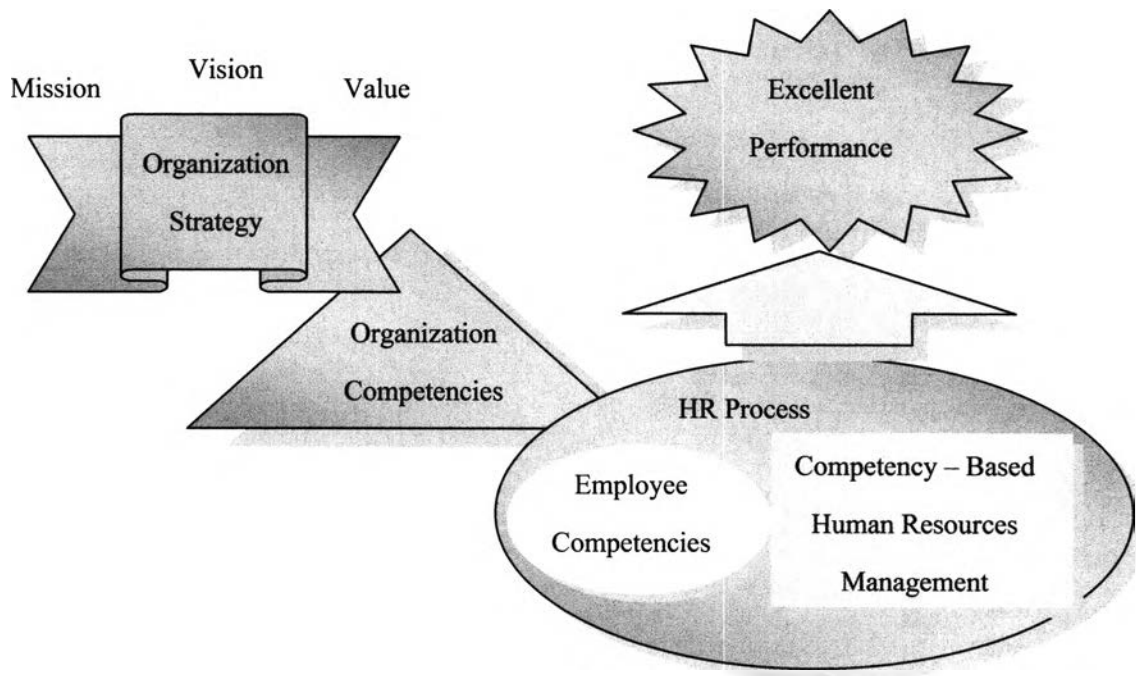 Mission
Vision
Value
Organization
Strategy
Organization
Competencies
Excellent
Performance
HR Process
Employee
Competencies
Competency – Based
Human Resources
Management